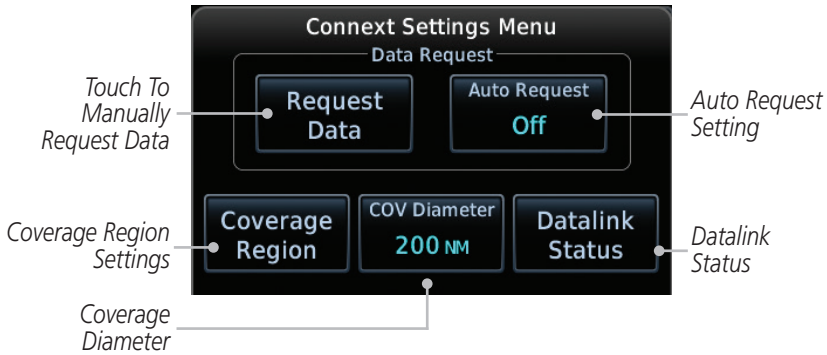 Connext Settings Menu
Data Request
Touch To
Manually
Request Data
Request
Data
Auto Request
Off
Auto Request
Setting
Coverage Region
Settings
Coverage
Region
COV Diameter
200 NM
Datalink
Status
Datalink
Status
Coverage
Diameter